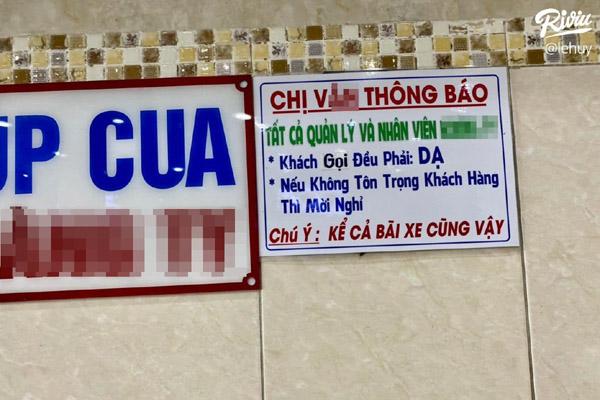 Riviu
@lehuy
ÚP CUA
CHỊ THÔNG BÁO
TẤT CẢ QUẢN LÝ VÀ NHÂN VIÊN
* Khách Gọi Đều Phải: DẠ
* Nếu Không Tôn Trọng Khách Hàng
Thì Mời Nghỉ
Chú Ý: KỂ CẢ BÃI XE CŨNG VẬY